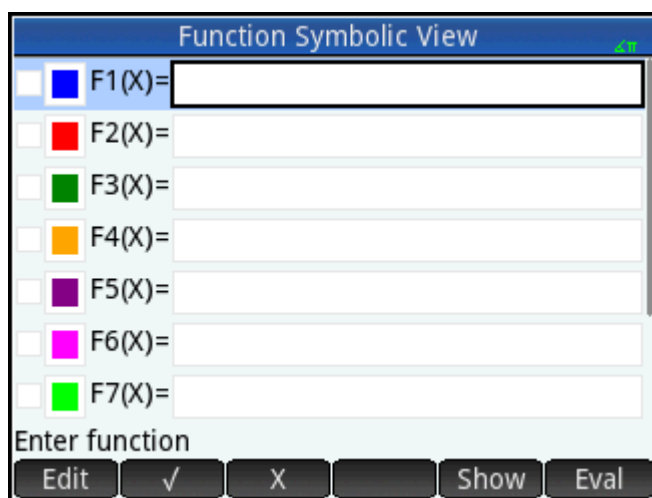 Function Symbolic View
∡π
F1(X)=
F2(X)=
F3(X)=
F4(X)=
F5(X)=
F6(X)=
F7(X)=
Enter function
Edit √ X Show Eval